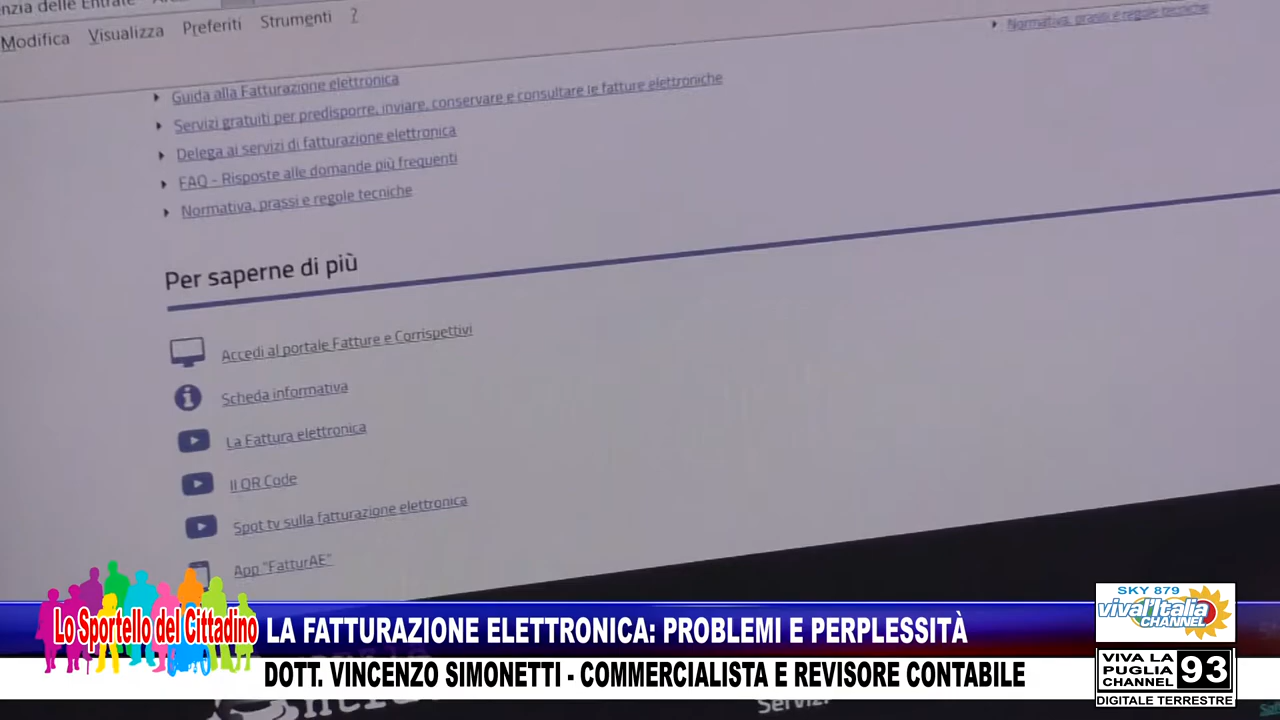 nzia delle Entrate
Modifica Visualizza Preferiti Strumenti ?
Normativa, prassi e regole tecniche
Guida alla Fatturazione elettronica
Servizi gratuiti per predisporre, inviare, conservare e consultare le fatture elettroniche
Delega ai servizi di fatturazione elettronica
FAQ - Risposte alle domande più frequenti
Normativa, prassi e regole tecniche
Per saperne di più
Accedi al portale Fatture e Corrispettivi
Scheda informativa
La Fattura elettronica
Il QR Code
Spot tv sulla fatturazione elettronica
App "FatturAE"
Lo Sportello del Cittadino
LA FATTURAZIONE ELETTRONICA: PROBLEMI E PERPLESSITÀ
DOTT. VINCENZO SIMONETTI - COMMERCIALISTA E REVISORE CONTABILE
SKY 879
viva l'Italia
CHANNEL
VIVA LA
PUGLIA
CHANNEL
93
DIGITALE TERRESTRE
Servizi